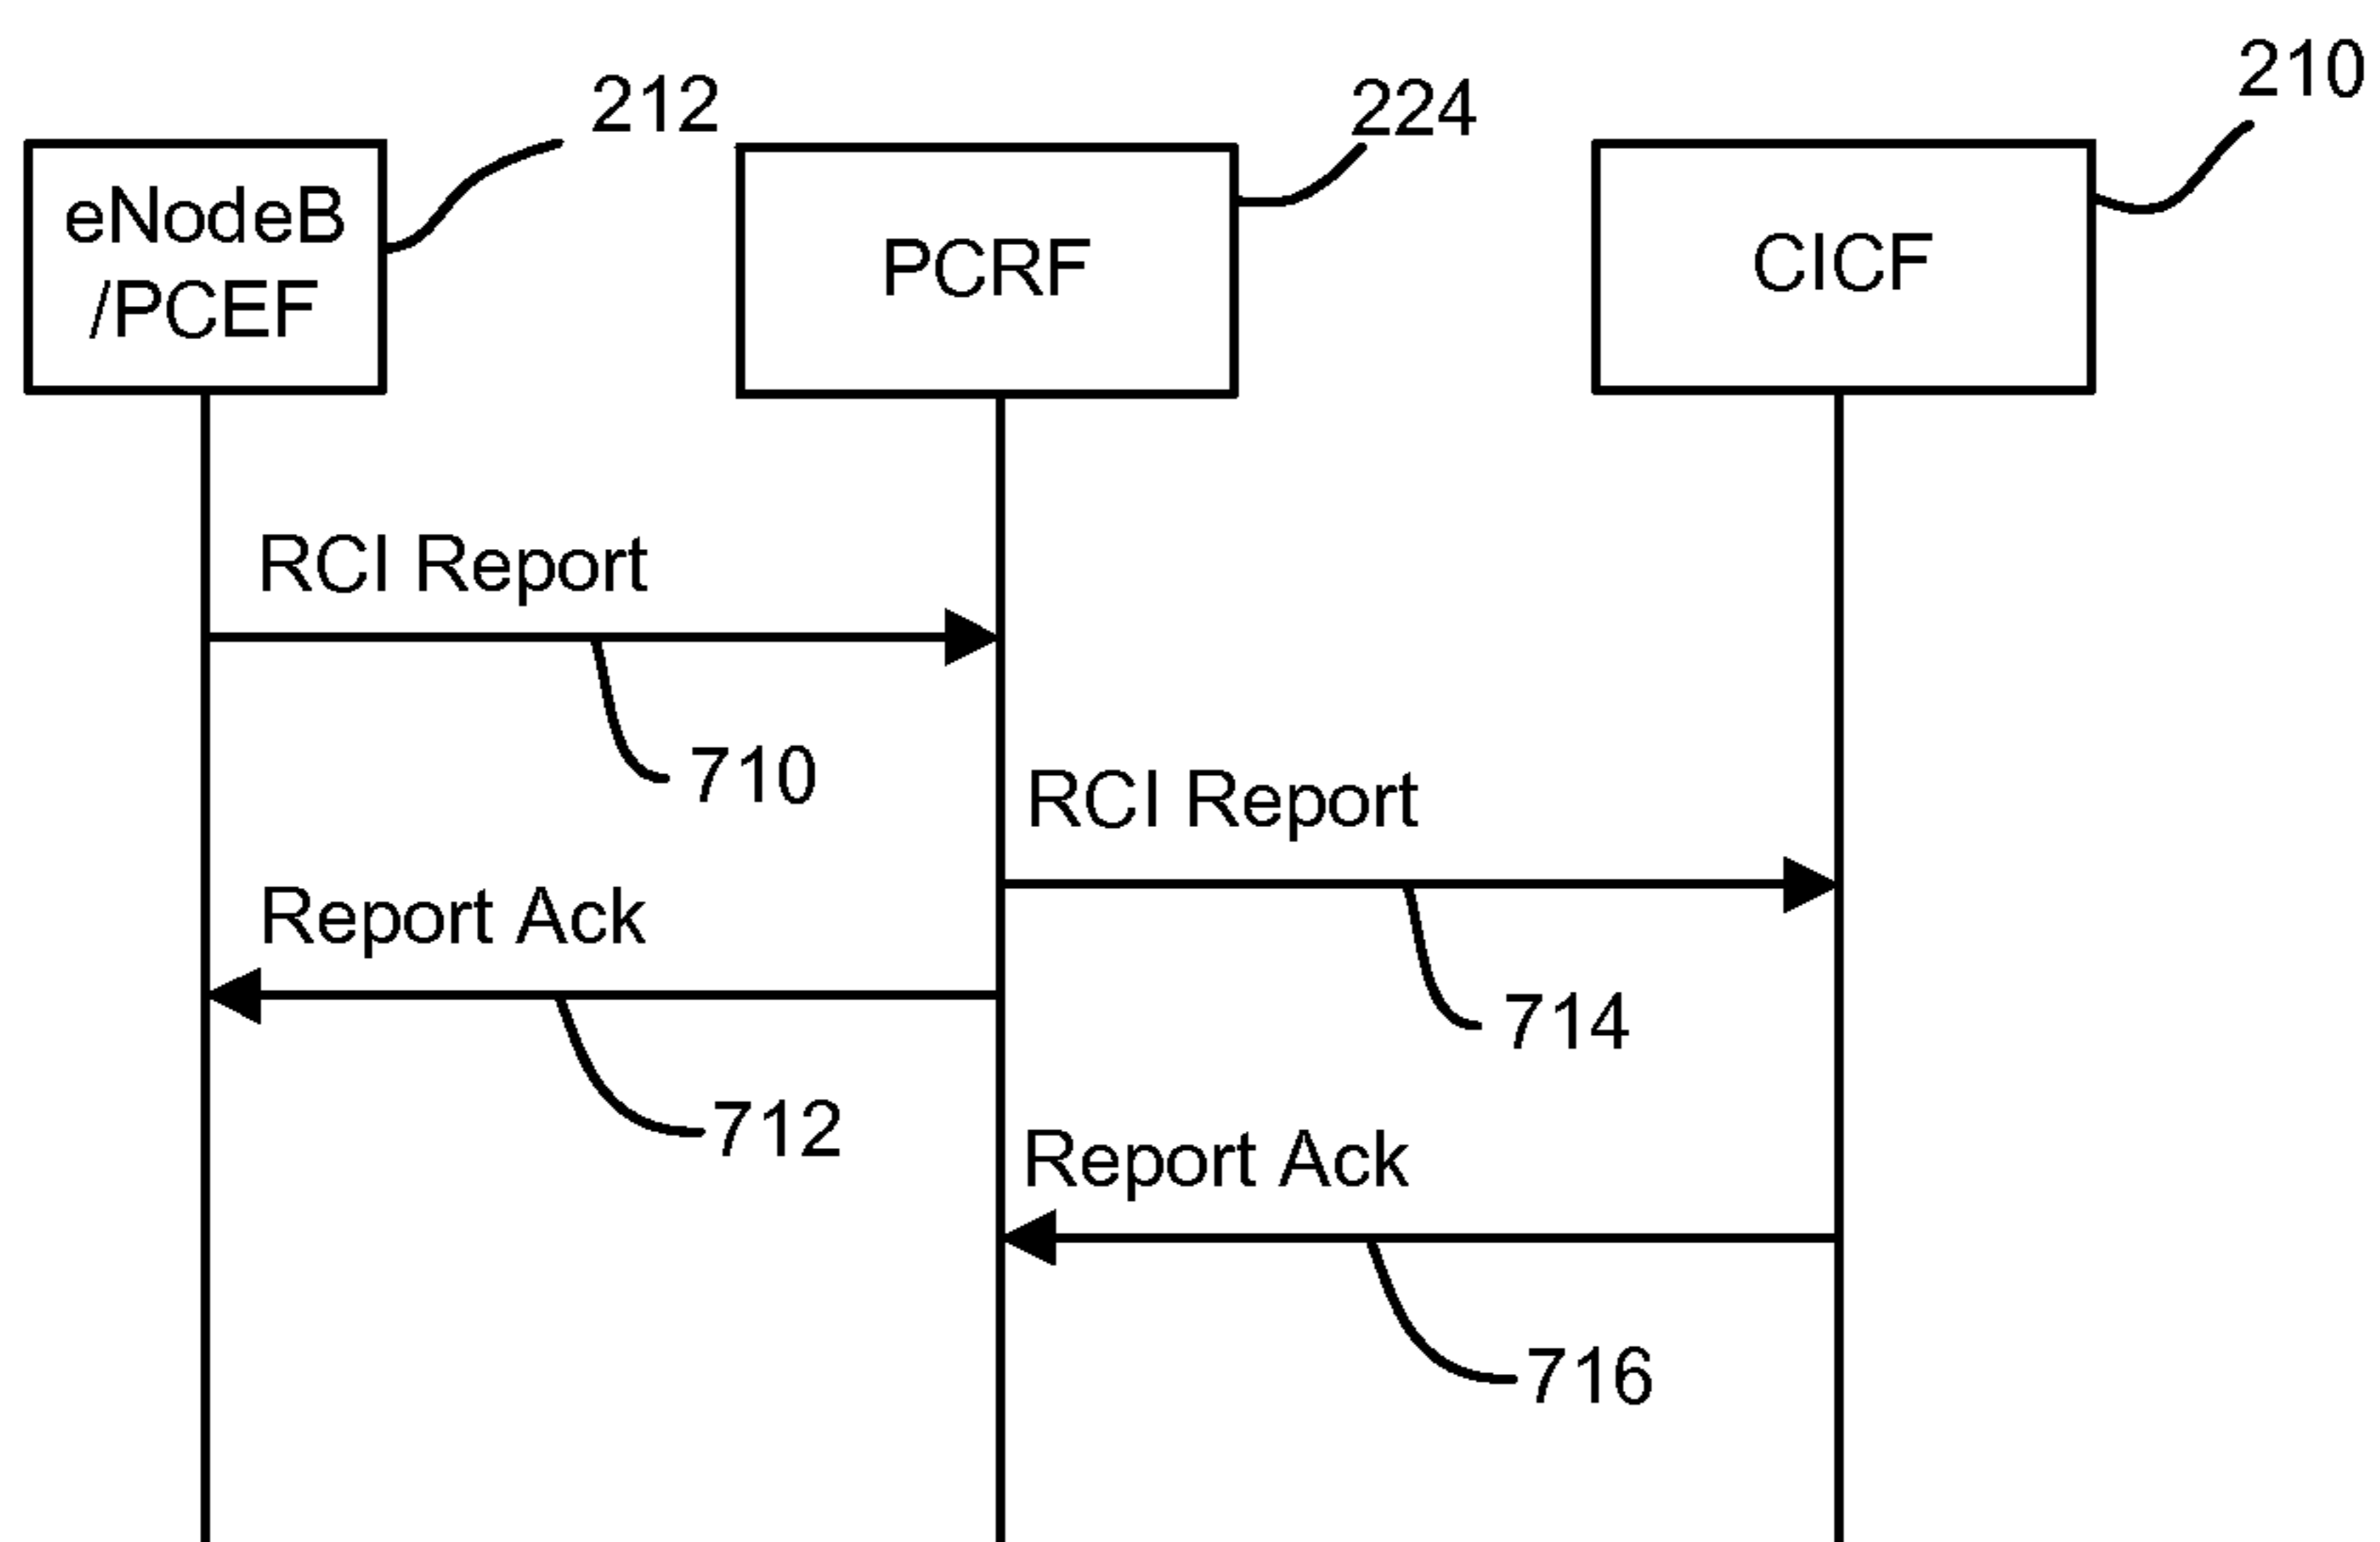 212
224
210
eNodeB
/PCEF
PCRF
CICF
RCI Report
710
RCI Report
Report Ack
714
712
Report Ack
716